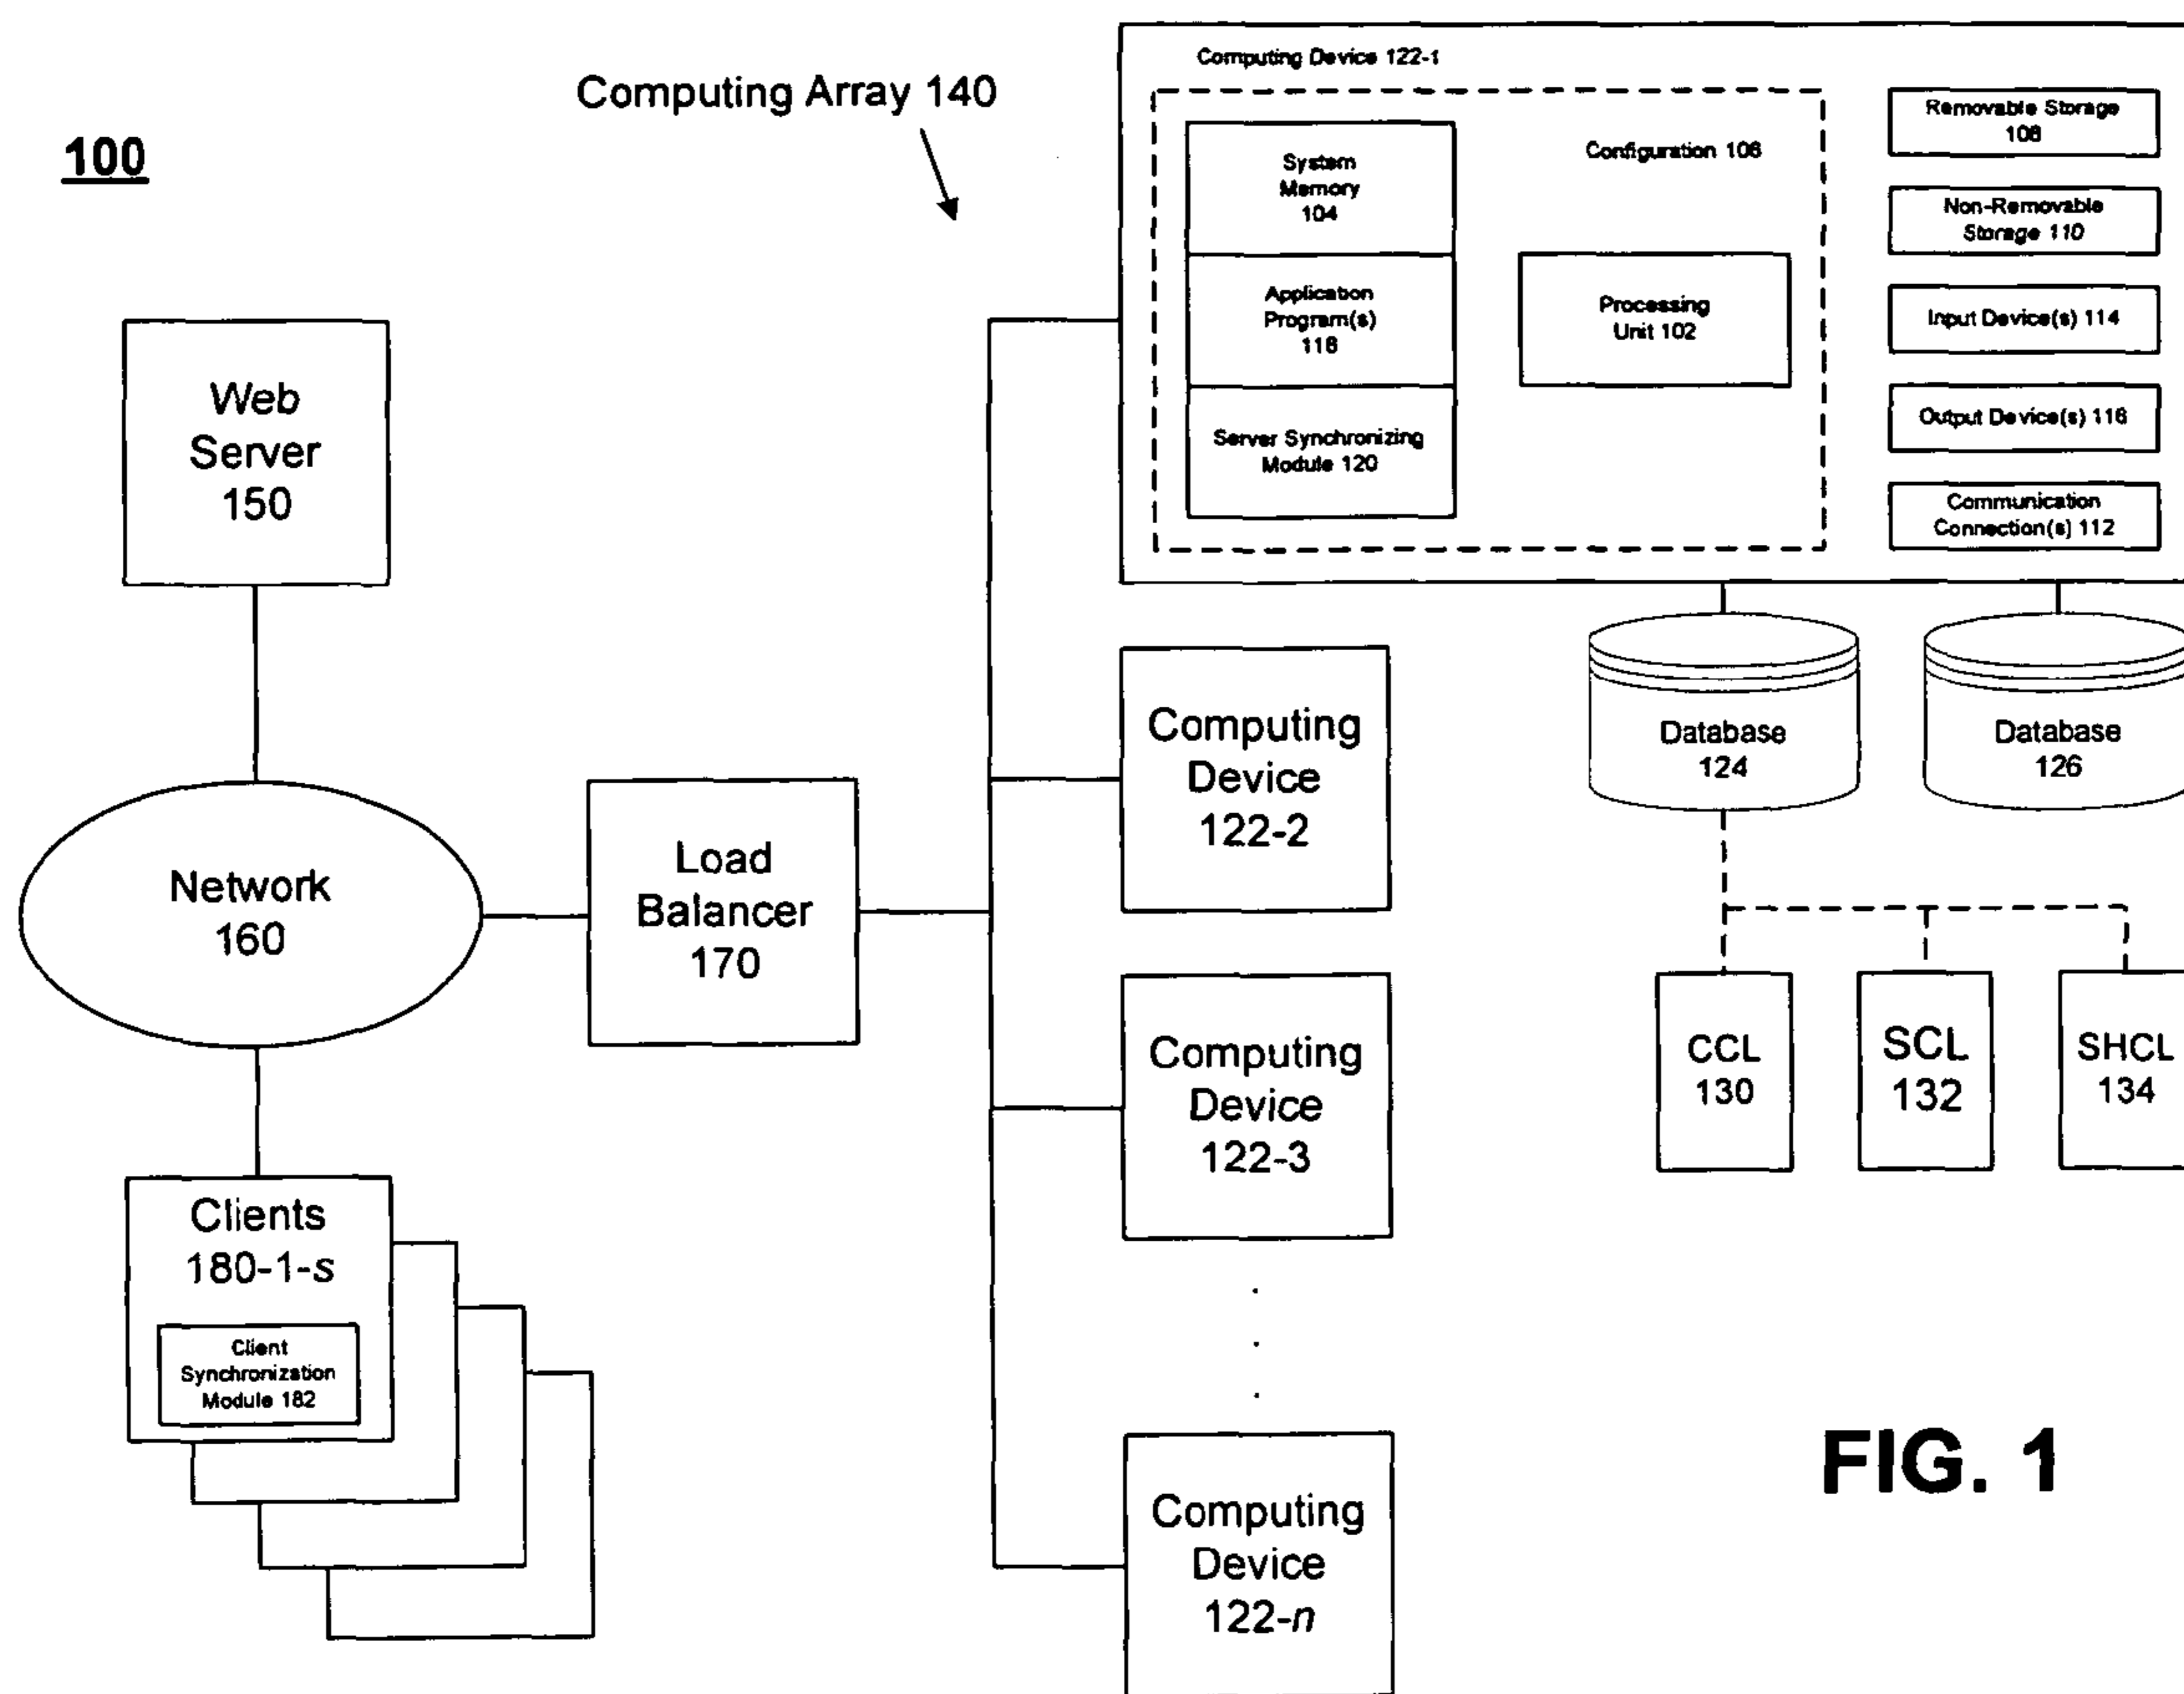 100
Computing Array 140
Computing Device 122-1
System
Memory
104
Application
Program(s)
118
Server Synchronizing
Module 120
Configuration 106
Processing
Unit 102
Removable Storage
108
Non-Removable
Storage 110
Input Device(s) 114
Output Device(s) 116
Communication
Connection(s) 112
Web
Server
150
Network
160
Load
Balancer
170
Clients
180-1-s
Client
Synchronization
Module 182
Computing
Device
122-2
Computing
Device
122-3
.
.
.
Computing
Device
122-n
Database
124
Database
126
CCL
130
SCL
132
SHCL
134
FIG. 1